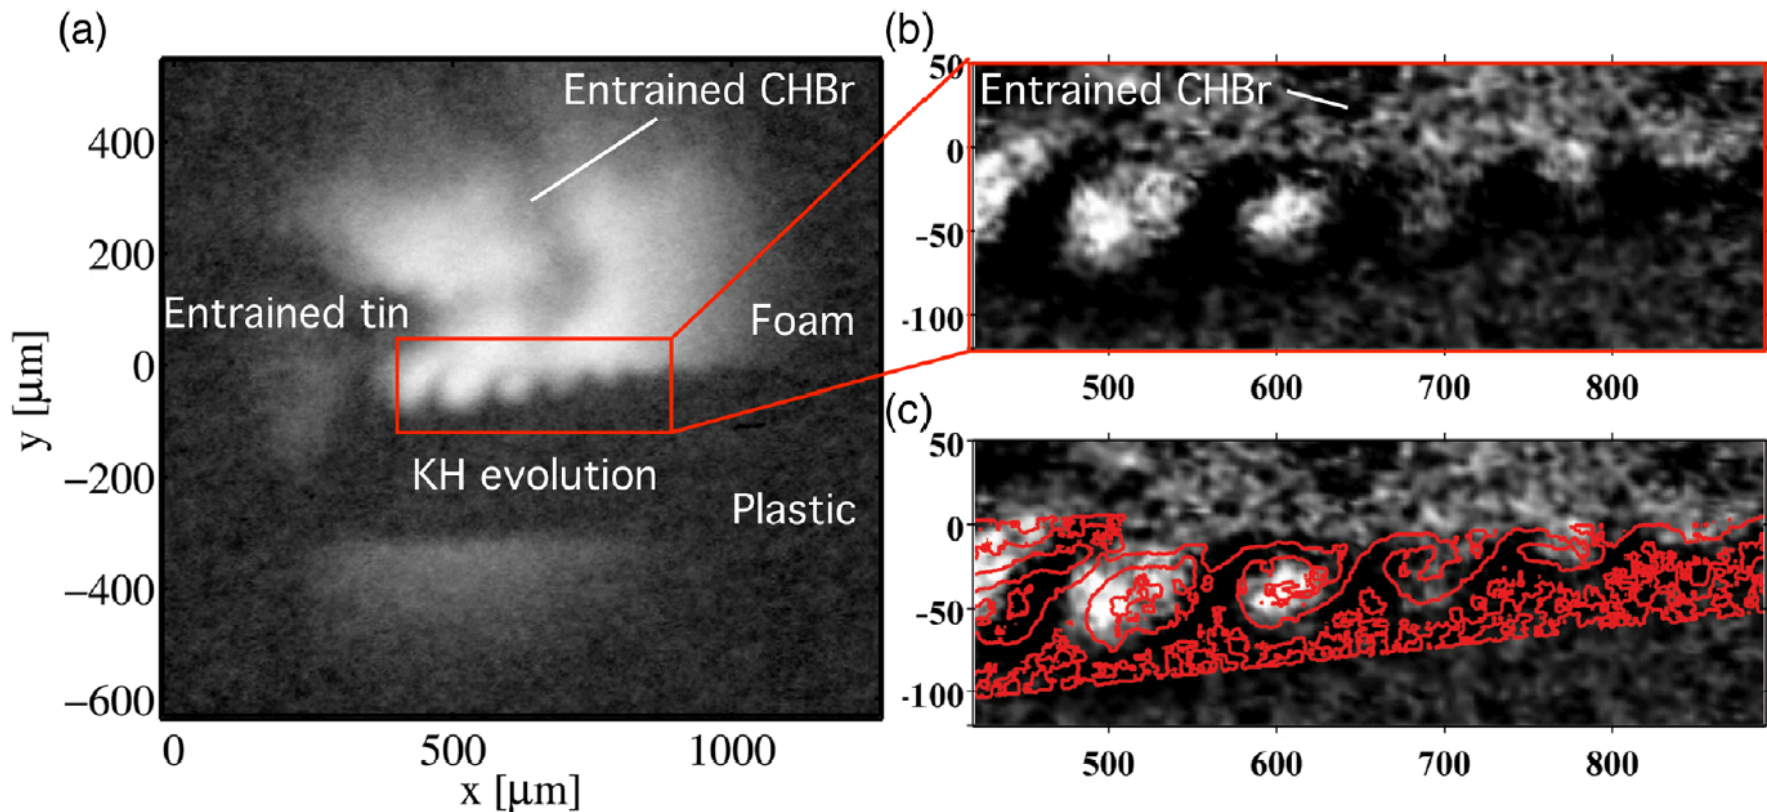 (a)
Entrained CHBr
Entrained tin
Foam
KH evolution
Plastic
y [μm]
400
200
0
−200
−400
−600
0
500
1000
x [μm]
(b)
Entrained CHBr
50
0
-50
-100
500
600
700
800
(c)
50
0
-50
-100
500
600
700
800